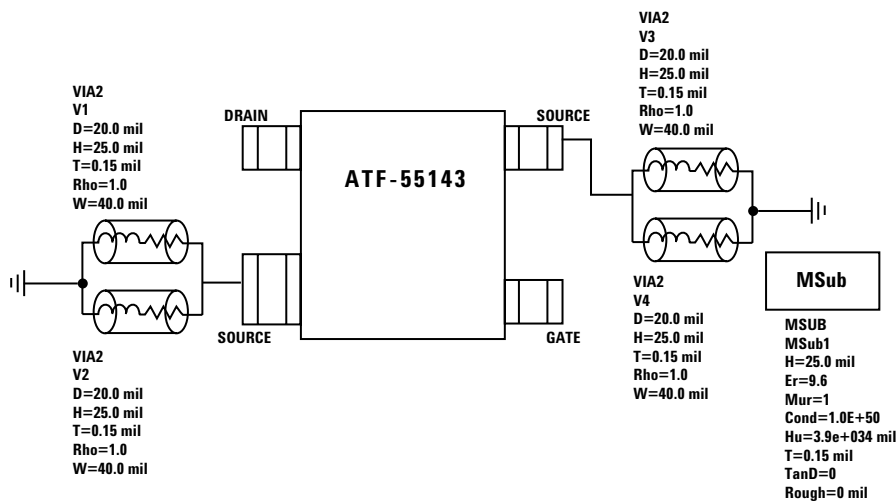 VIA2
V1
D=20.0 mil
H=25.0 mil
T=0.15 mil
Rho=1.0
W=40.0 mil
DRAIN
ATF-55143
SOURCE
VIA2
V3
D=20.0 mil
H=25.0 mil
T=0.15 mil
Rho=1.0
W=40.0 mil
SOURCE
GATE
VIA2
V2
D=20.0 mil
H=25.0 mil
T=0.15 mil
Rho=1.0
W=40.0 mil
VIA2
V4
D=20.0 mil
H=25.0 mil
T=0.15 mil
Rho=1.0
W=40.0 mil
MSub
MSUB
MSub1
H=25.0 mil
Er=9.6
Mur=1
Cond=1.0E+50
Hu=3.9e+034 mil
T=0.15 mil
TanD=0
Rough=0 mil